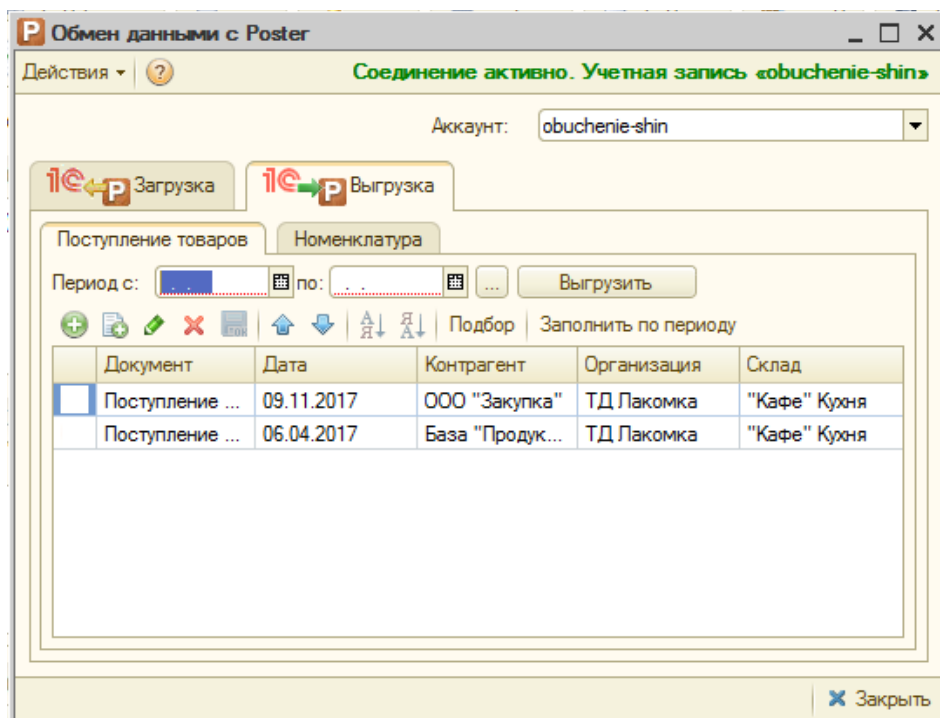 P Обмен данными с Poster
Действия ? Соединение активно. Учетная запись «obuchenie-shin»
Аккаунт: obuchenie-shin
1С P Загрузка 1С P Выгрузка
Поступление товаров Номенклатура
Период с: . . по: . . ... Выгрузить
А Я Я А Подбор Заполнить по периоду
Документ Дата Контрагент Организация Склад
Поступление ... 09.11.2017 ООО "Закупка" ТД Лакомка "Кафе" Кухня
Поступление ... 06.04.2017 База "Продук... ТД Лакомка "Кафе" Кухня
Закрыть